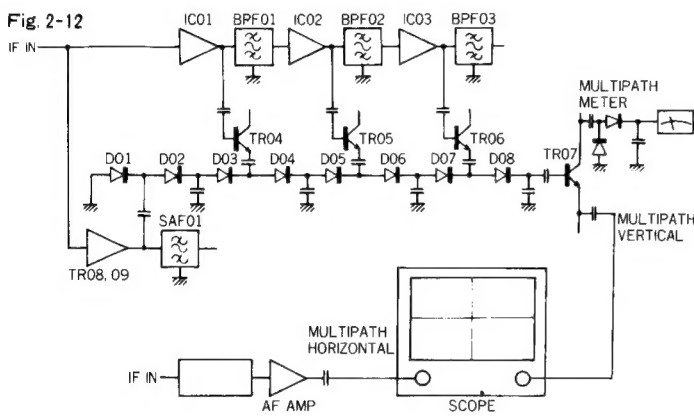 Fig. 2-12
IC01 BPF01 IC02 BPF02 IC03 BPF03
IF IN
MULTIPATH
METER
TR04 TR05 TR06
D01 D02 D03 D04 D05 D06 D07 D08 TR07
SAF01
MULTIPATH
VERTICAL
TR08, 09
MULTIPATH
HORIZONTAL
IF IN
AF AMP
SCOPE